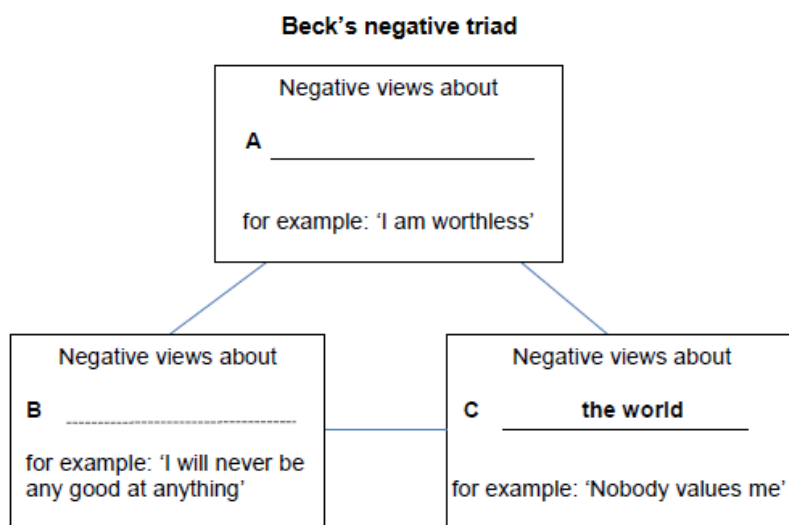 Beck's negative triad
Negative views about
A
for example: 'I am worthless'
Negative views about
B
for example: 'I will never be
any good at anything'
Negative views about
C the world
for example: 'Nobody values me'